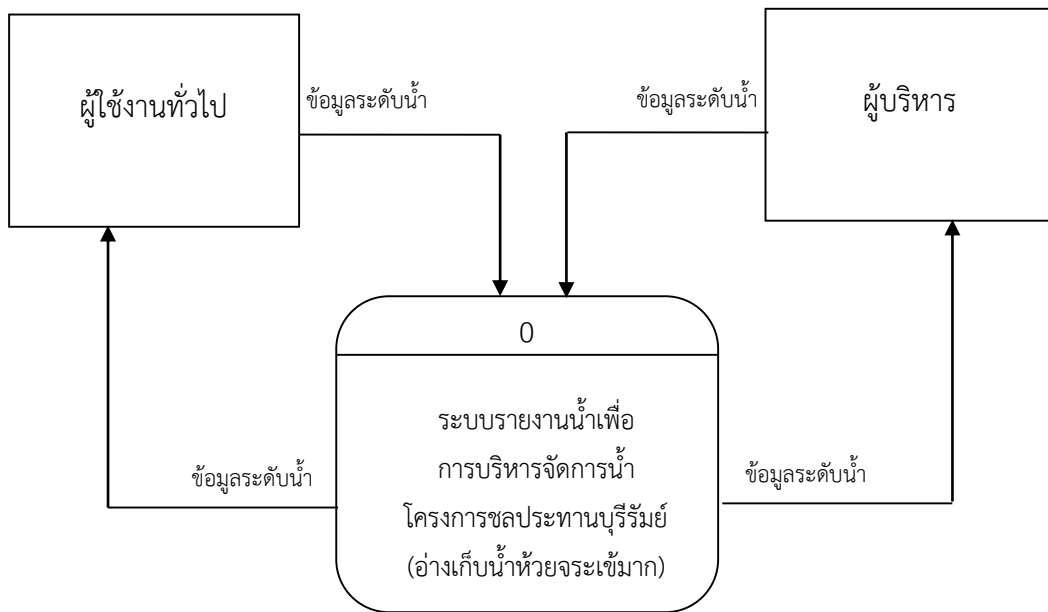 ผู้ใช้งานทั่วไป
ข้อมูลระดับน้ำ
ข้อมูลระดับน้ำ
ผู้บริหาร
0
ระบบรายงานน้ำเพื่อ
การบริหารจัดการน้ำ
โครงการชลประทานบุรีรัมย์
(อ่างเก็บน้ำห้วยจระเข้มาก)
ข้อมูลระดับน้ำ
ข้อมูลระดับน้ำ